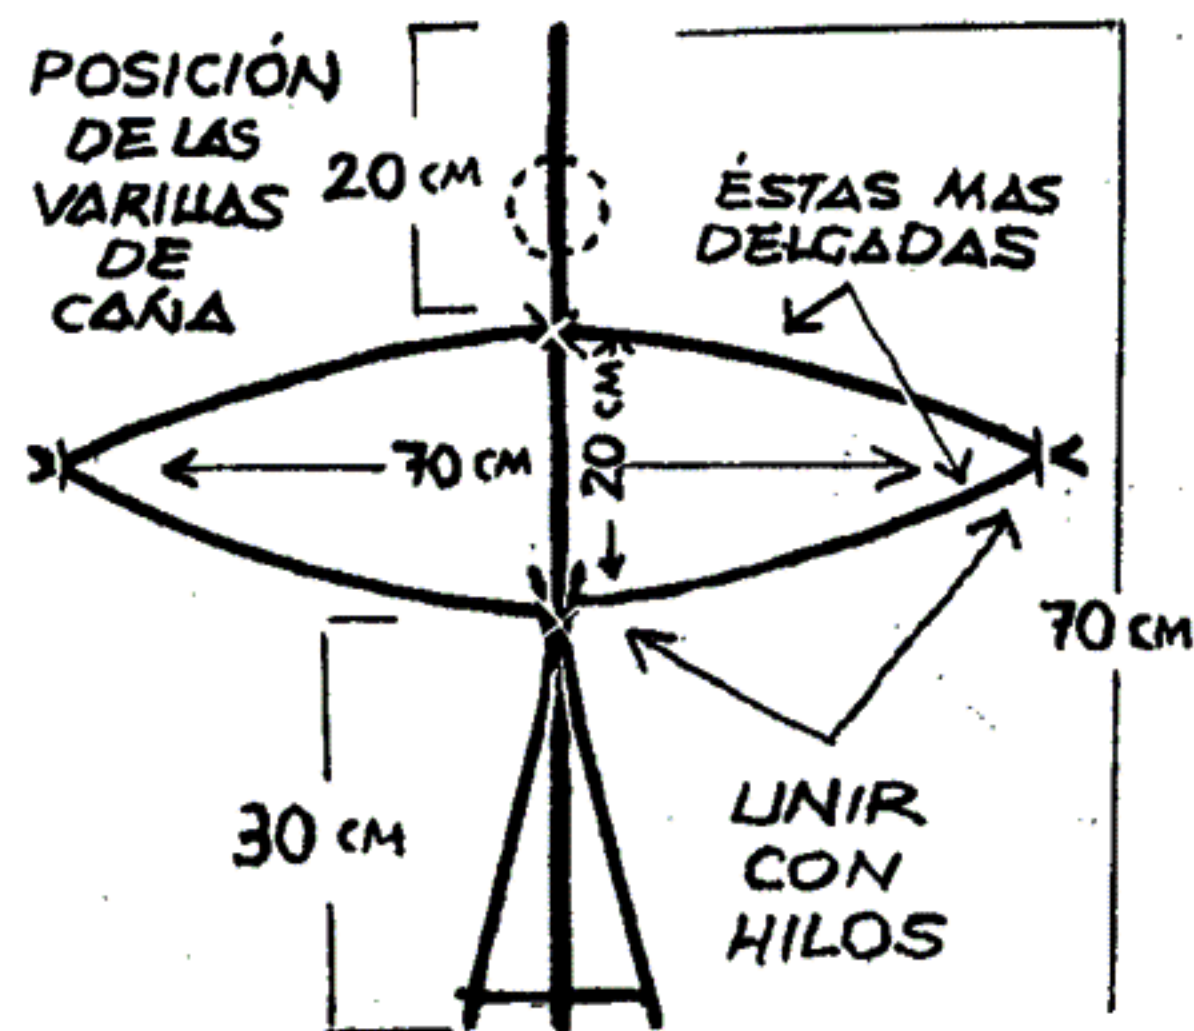 POSICIÓN
DE LAS
VARILLAS
DE
CAÑA
20 CM
ÉSTAS MAS
DELGADAS
70 CM
20 CM
70 CM
30 CM
UNIR
CON
HILOS